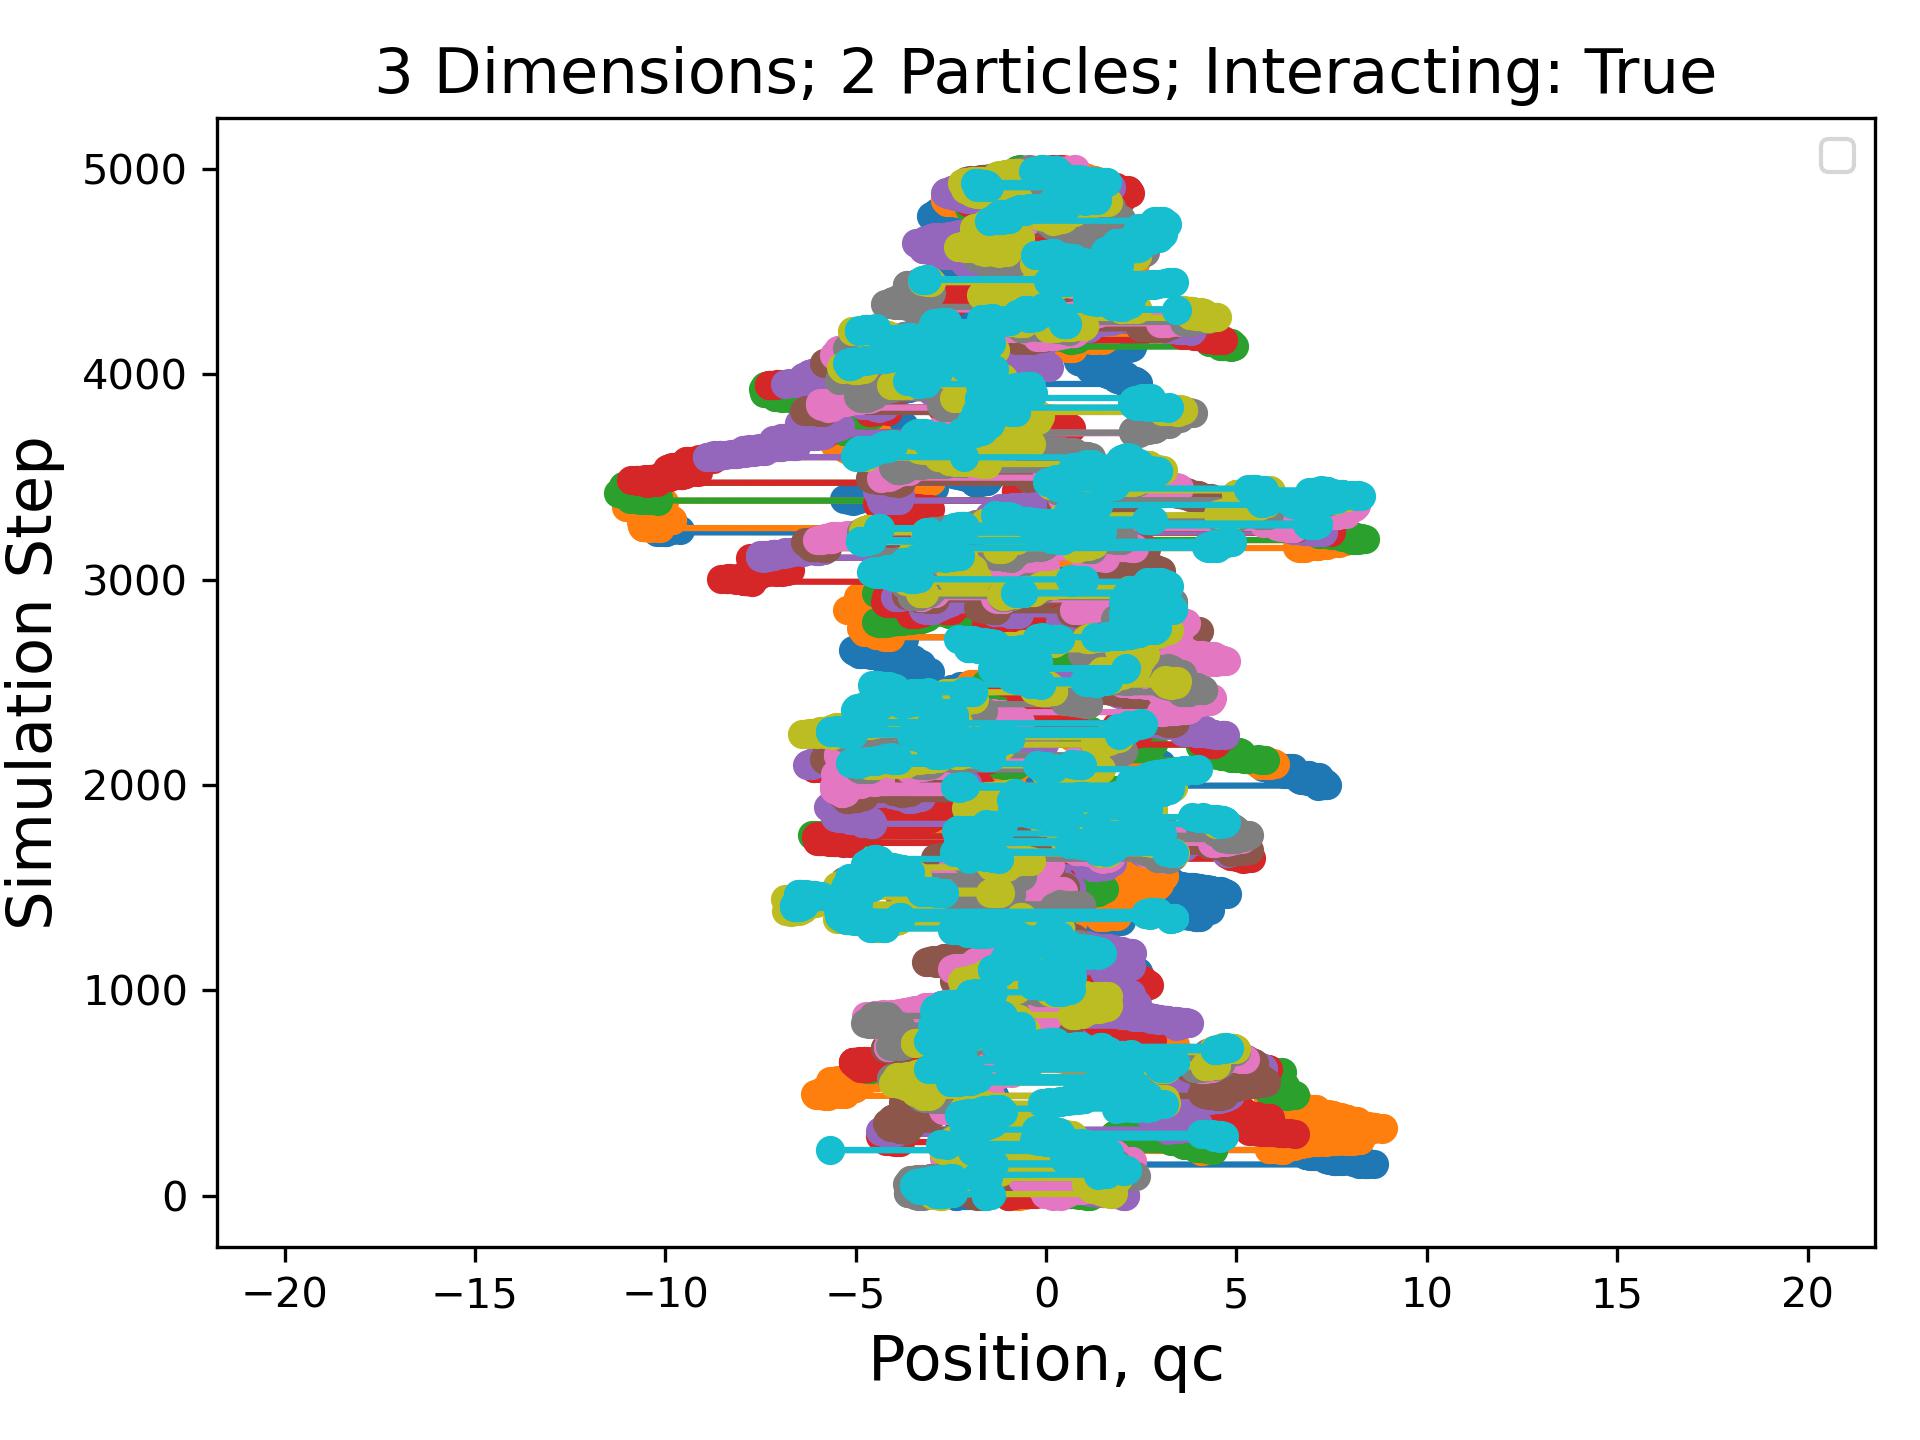 3 Dimensions; 2 Particles; Interacting: True
5000
4000
3000
2000
1000
0
Simulation Step
−20 −15 −10 −5 0 5 10 15 20
Position, qc